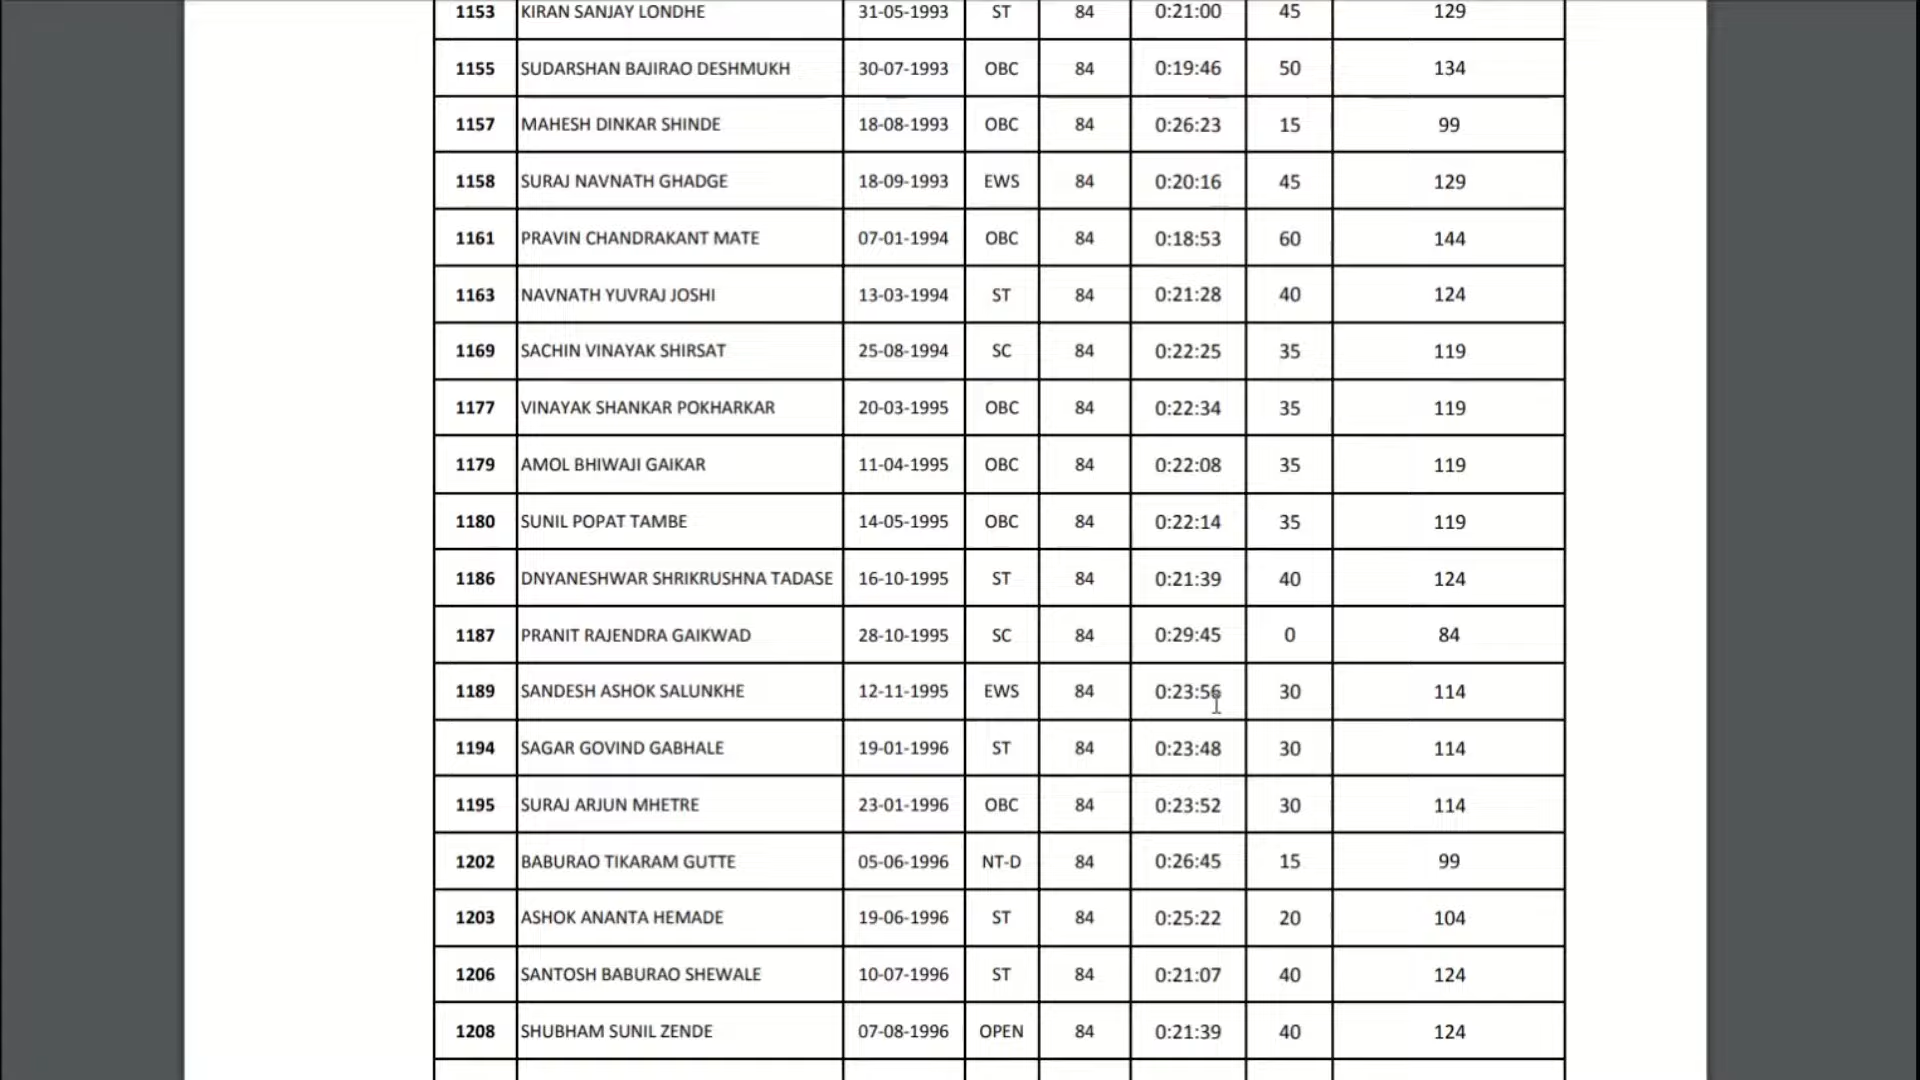 1153 KIRAN SANJAY LONDHE 31-05-1993 ST 84 0:21:00 45 129
1155 SUDARSHAN BAJIRAO DESHMUKH 30-07-1993 OBC 84 0:19:46 50 134
1157 MAHESH DINKAR SHINDE 18-08-1993 OBC 84 0:26:23 15 99
1158 SURAJ NAVNATH GHADGE 18-09-1993 EWS 84 0:20:16 45 129
1161 PRAVIN CHANDRAKANT MATE 07-01-1994 OBC 84 0:18:53 60 144
1163 NAVNATH YUVRAJ JOSHI 13-03-1994 ST 84 0:21:28 40 124
1169 SACHIN VINAYAK SHIRSAT 25-08-1994 SC 84 0:22:25 35 119
1177 VINAYAK SHANKAR POKHARKAR 20-03-1995 OBC 84 0:22:34 35 119
1179 AMOL BHIWAJI GAIKAR 11-04-1995 OBC 84 0:22:08 35 119
1180 SUNIL POPAT TAMBE 14-05-1995 OBC 84 0:22:14 35 119
1186 DNYANESHWAR SHRIKRUSHNA TADASE 16-10-1995 ST 84 0:21:39 40 124
1187 PRANIT RAJENDRA GAIKWAD 28-10-1995 SC 84 0:29:45 0 84
1189 SANDESH ASHOK SALUNKHE 12-11-1995 EWS 84 0:23:56 30 114
1194 SAGAR GOVIND GABHALE 19-01-1996 ST 84 0:23:48 30 114
1195 SURAJ ARJUN MHETRE 23-01-1996 OBC 84 0:23:52 30 114
1202 BABURAO TIKARAM GUTTE 05-06-1996 NT-D 84 0:26:45 15 99
1203 ASHOK ANANTA HEMADE 19-06-1996 ST 84 0:25:22 20 104
1206 SANTOSH BABURAO SHEWALE 10-07-1996 ST 84 0:21:07 40 124
1208 SHUBHAM SUNIL ZENDE 07-08-1996 OPEN 84 0:21:39 40 124